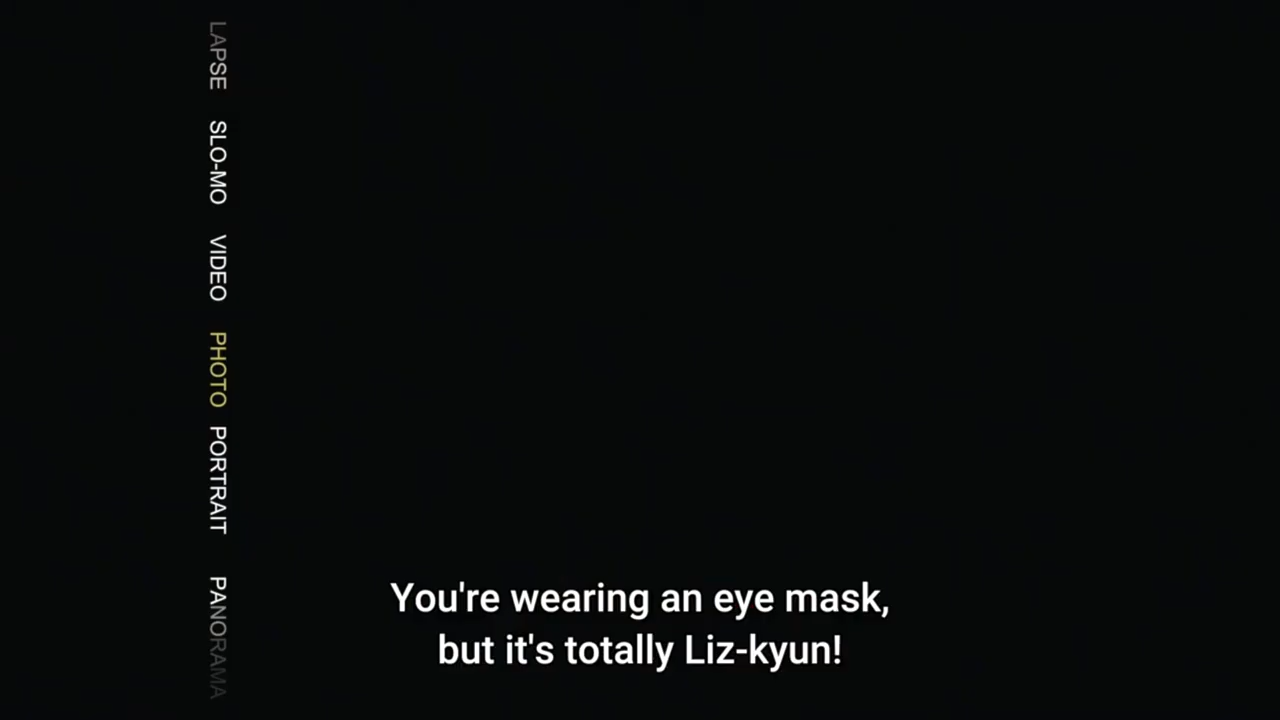 LAPSE
SLO-MO
VIDEO
PHOTO
PORTRAIT
PANORAMA
You're wearing an eye mask,
but it's totally Liz-kyun!